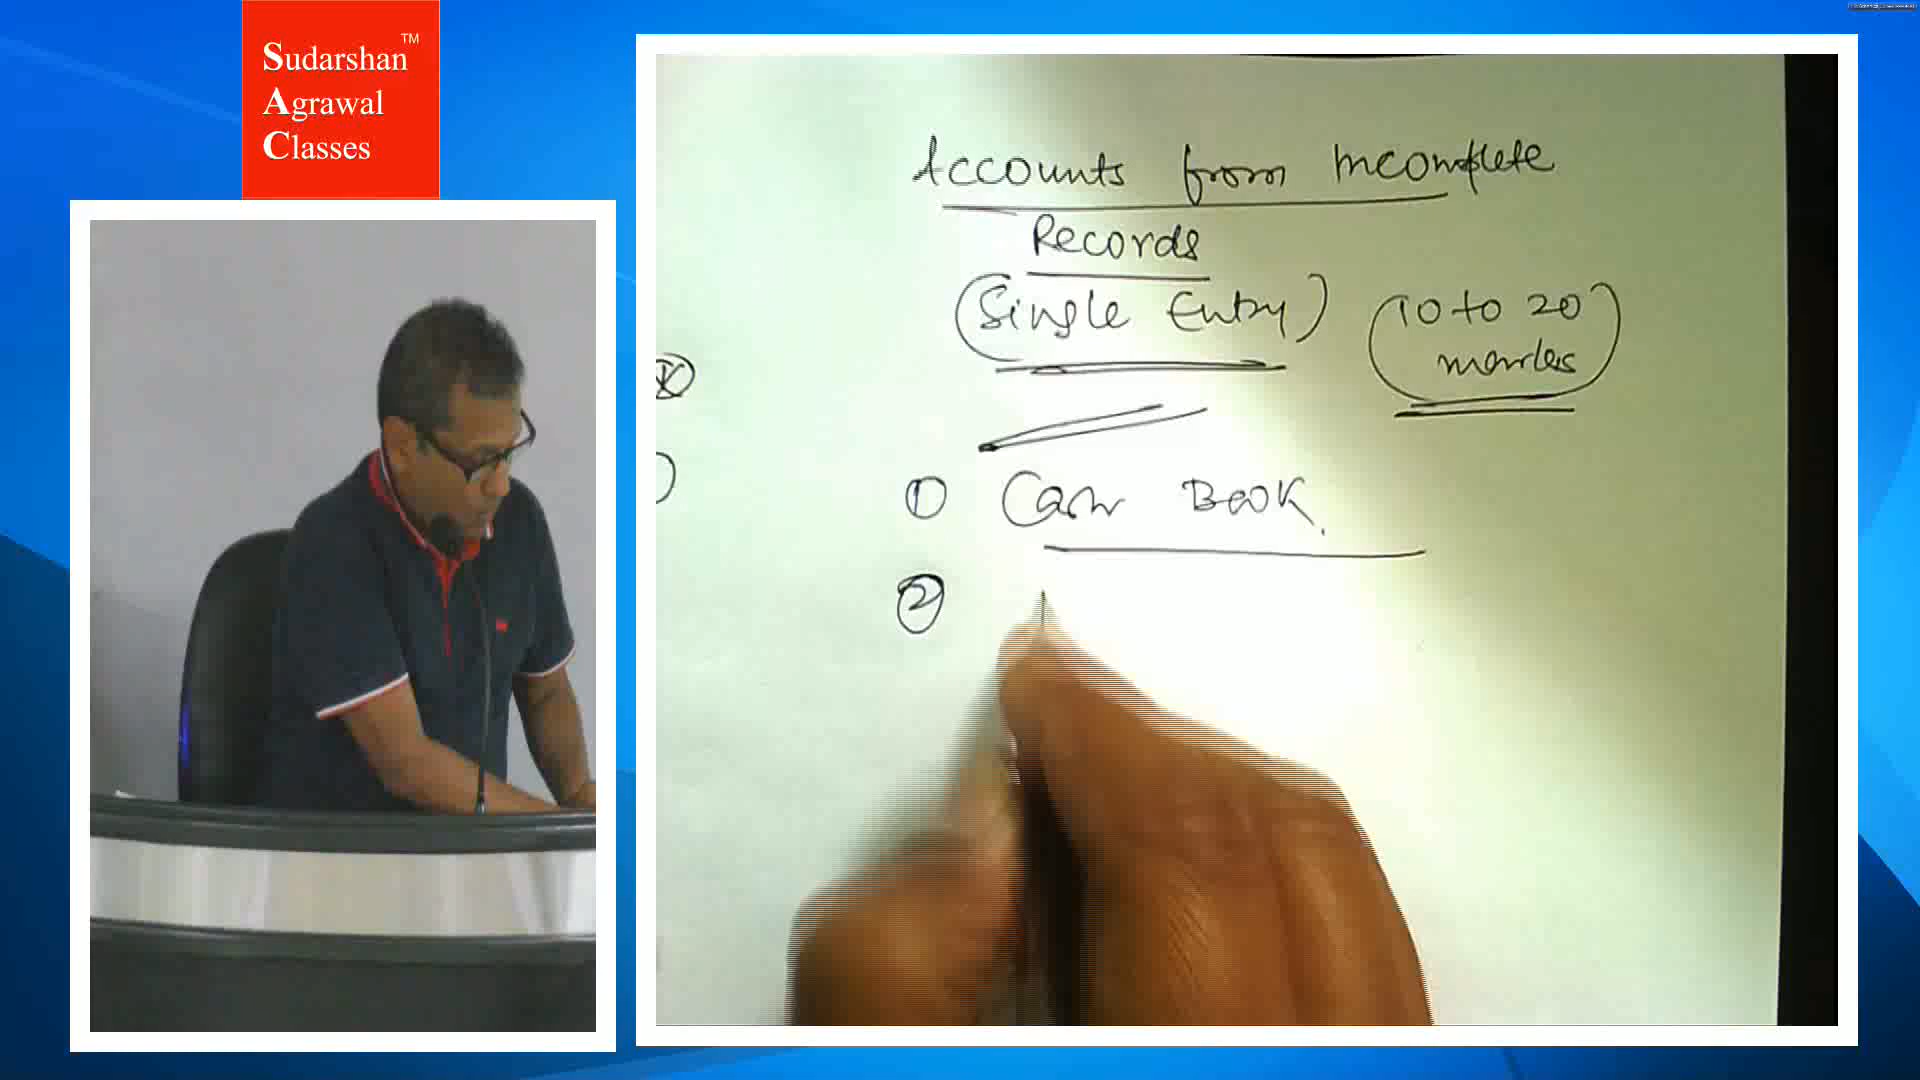 Sudarshan™
Agrawal
Classes
Accounts from Incomplete
Records
(Single Entry) (10 to 20
marks)
① Cash Book.
②